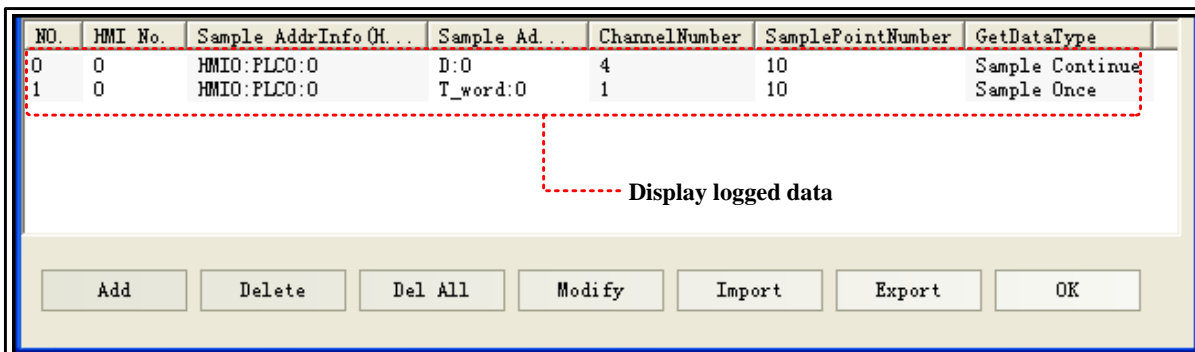 NO. HMI No. Sample AddrInfo(H... Sample Ad... ChannelNumber SamplePointNumber GetDataType
0 0 HMI0:PLC0:0 D:0 4 10 Sample Continue
1 0 HMI0:PLC0:0 T_word:0 1 10 Sample Once
Display logged data
Add Delete Del All Modify Import Export OK